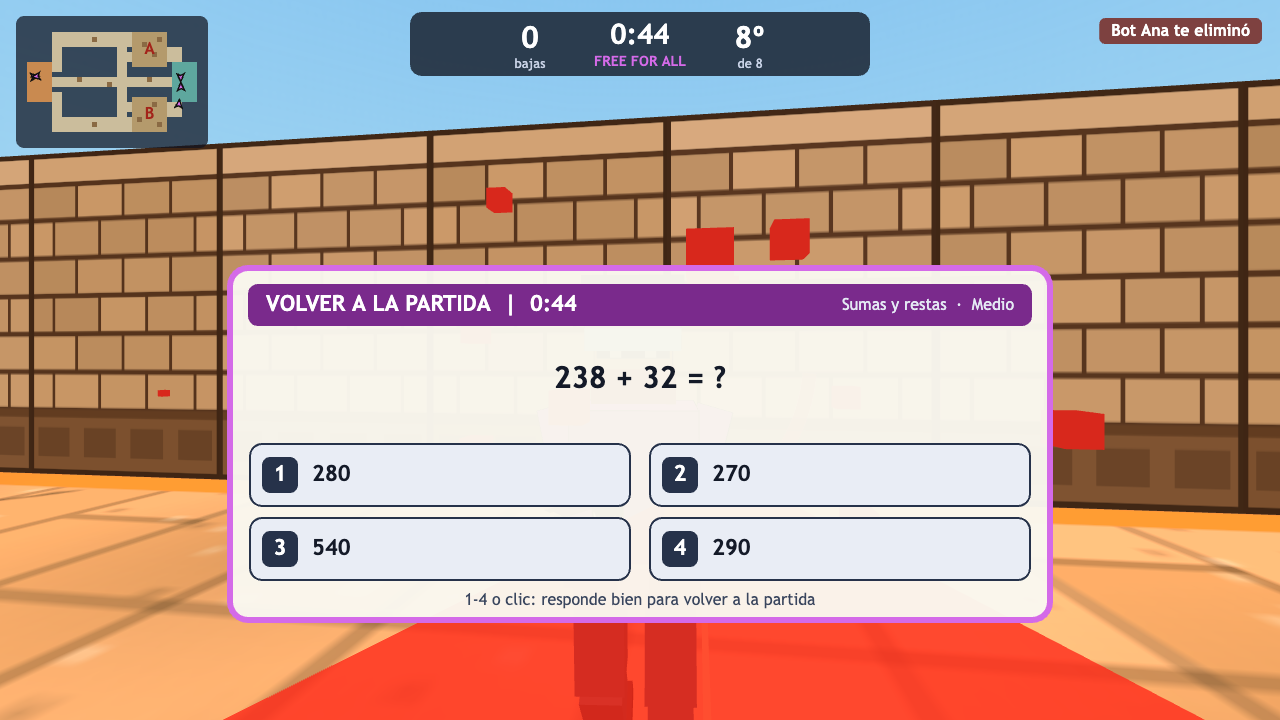 A
B
0
bajas
0:44
FREE FOR ALL
8º
de 8
Bot Ana te eliminó
VOLVER A LA PARTIDA | 0:44
Sumas y restas · Medio
238 + 32 = ?
1 280
2 270
3 540
4 290
1-4 o clic: responde bien para volver a la partida